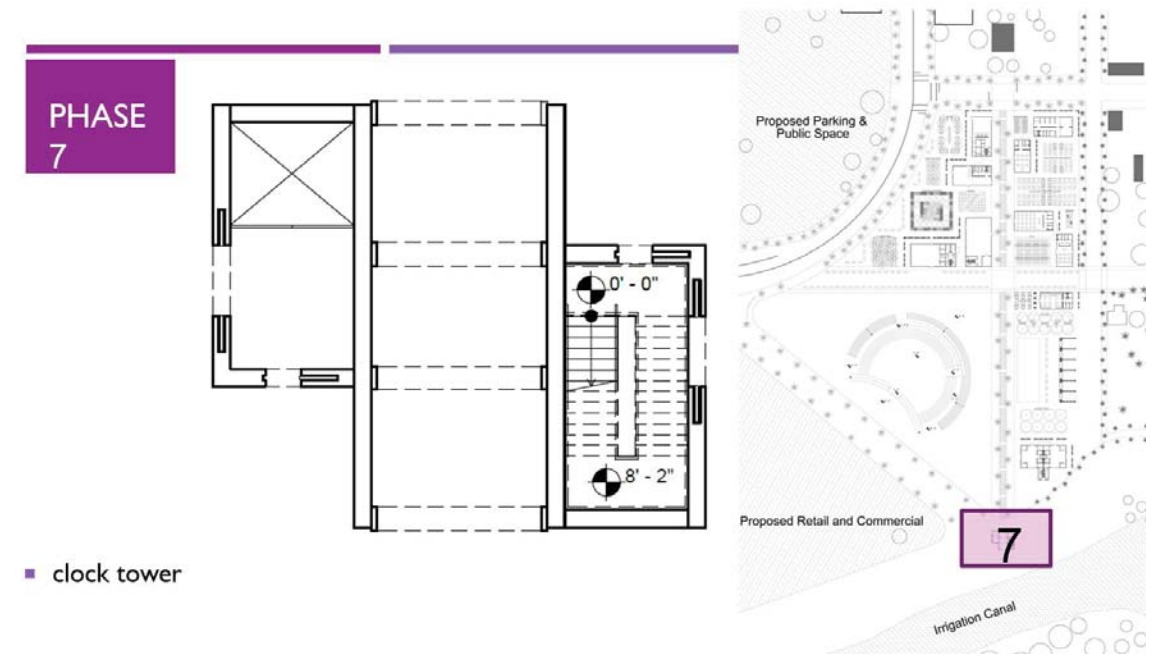 PHASE
7
0' - 0"
8' - 2"
clock tower
Proposed Parking &
Public Space
Proposed Retail and Commercial
7
Irrigation Canal